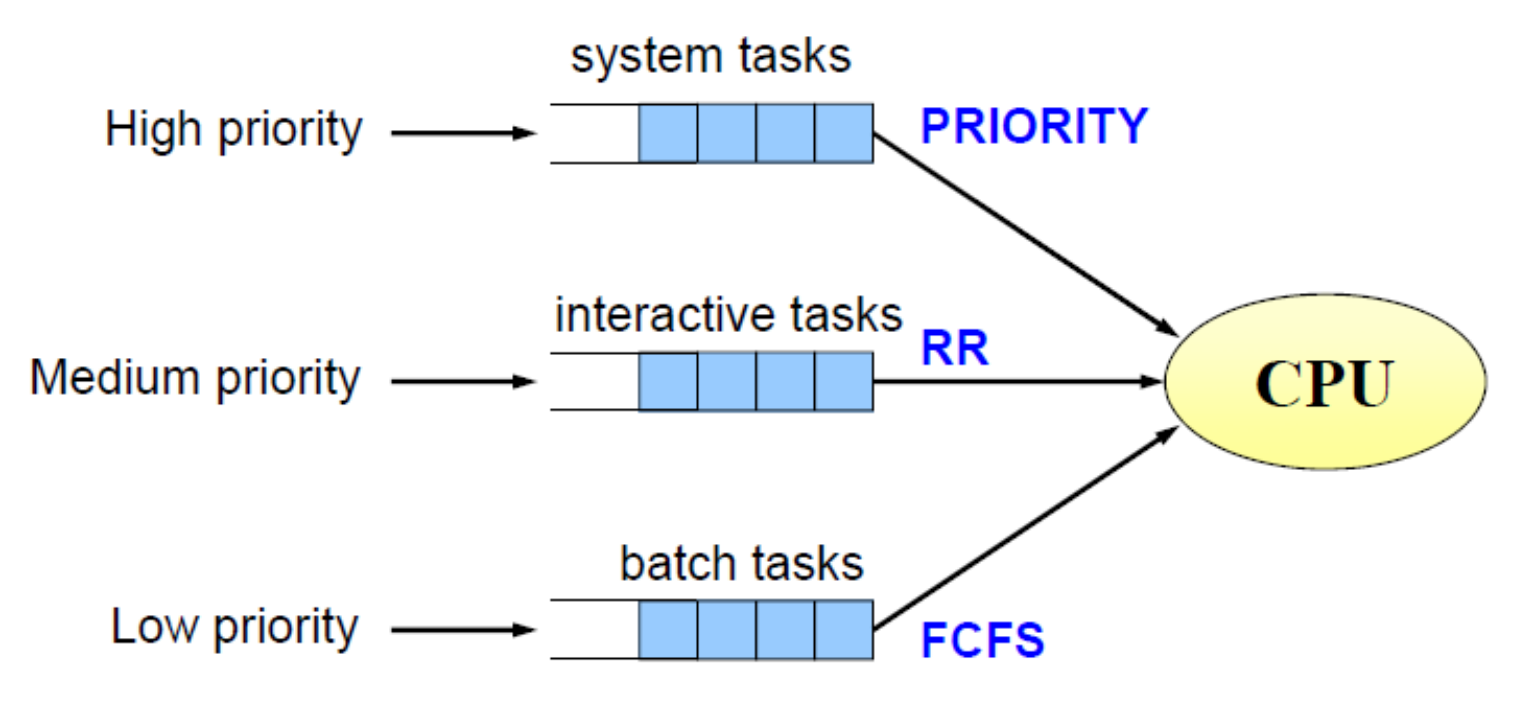 system tasks
High priority
PRIORITY
interactive tasks
Medium priority
RR
CPU
batch tasks
Low priority
FCFS